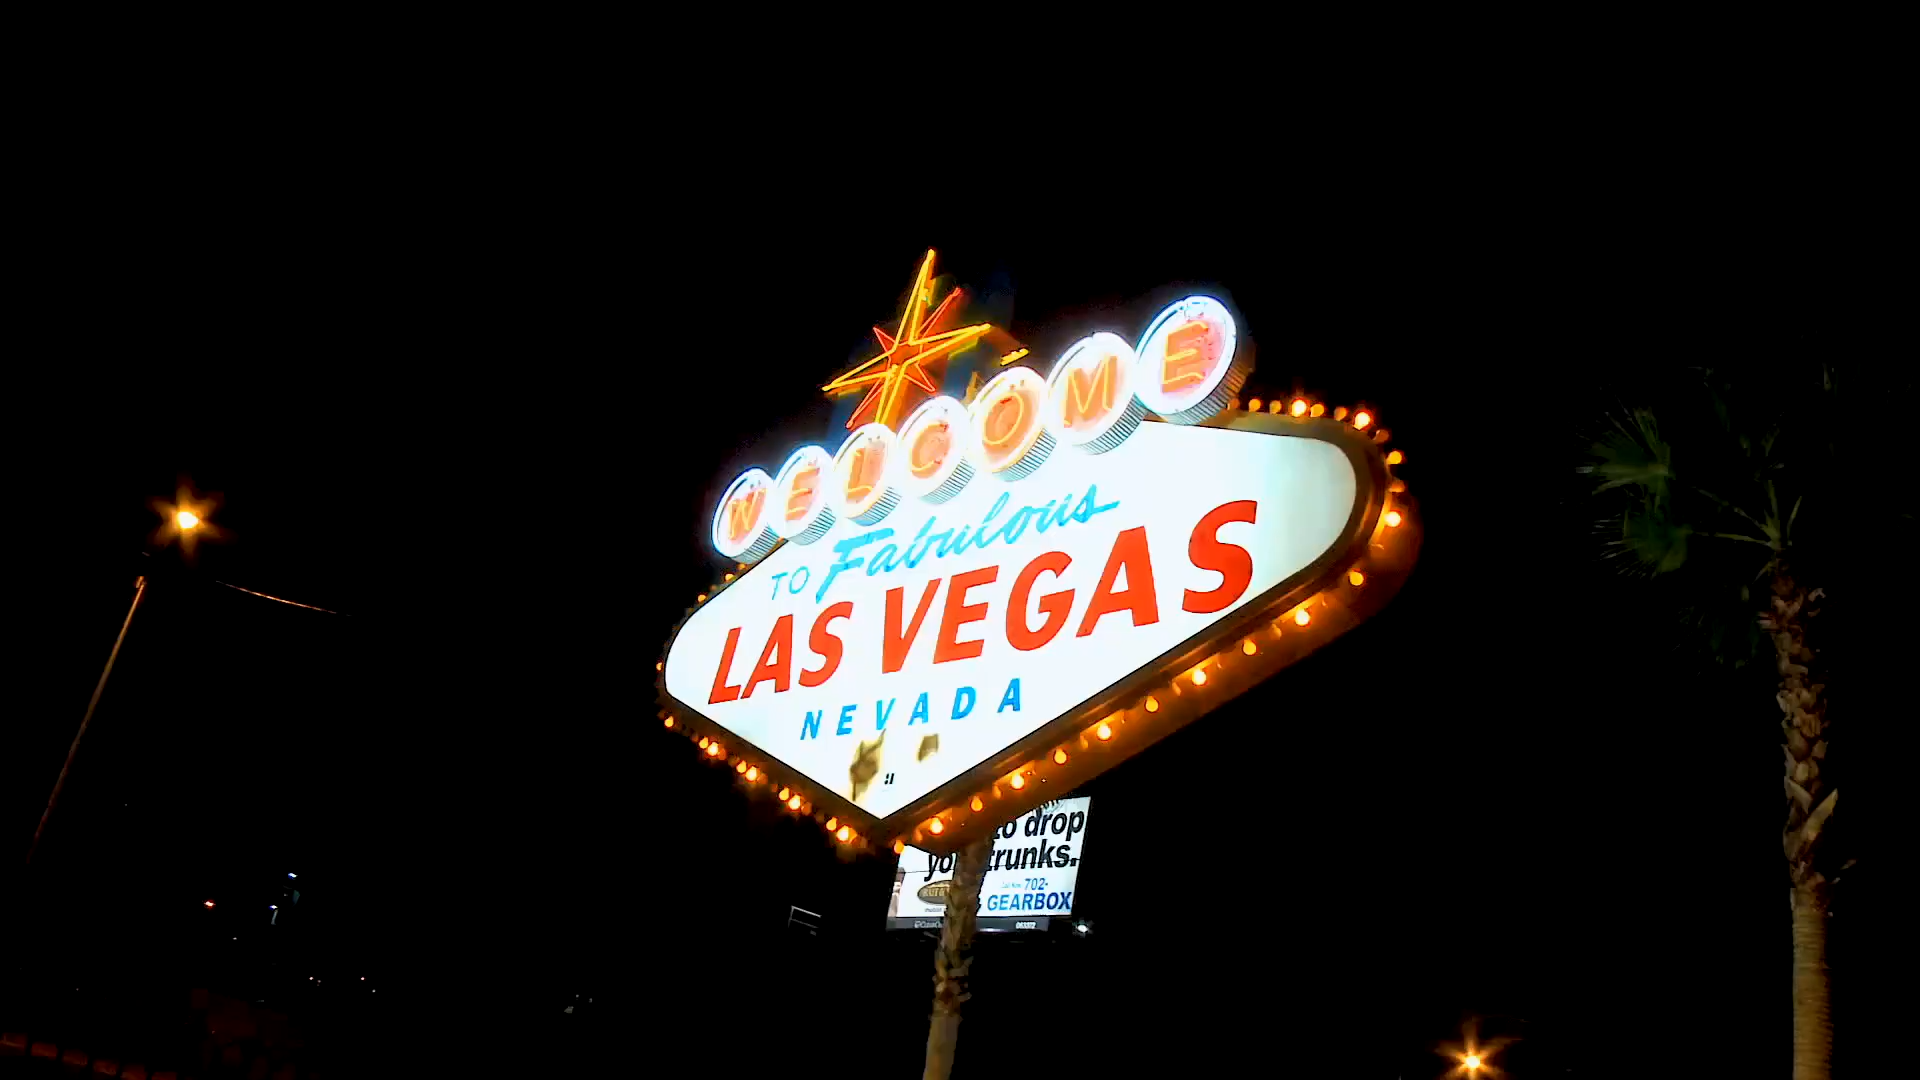 WELCOME
TO Fabulous
LAS VEGAS
NEVADA
to drop
trunks.
702-
GEARBOX